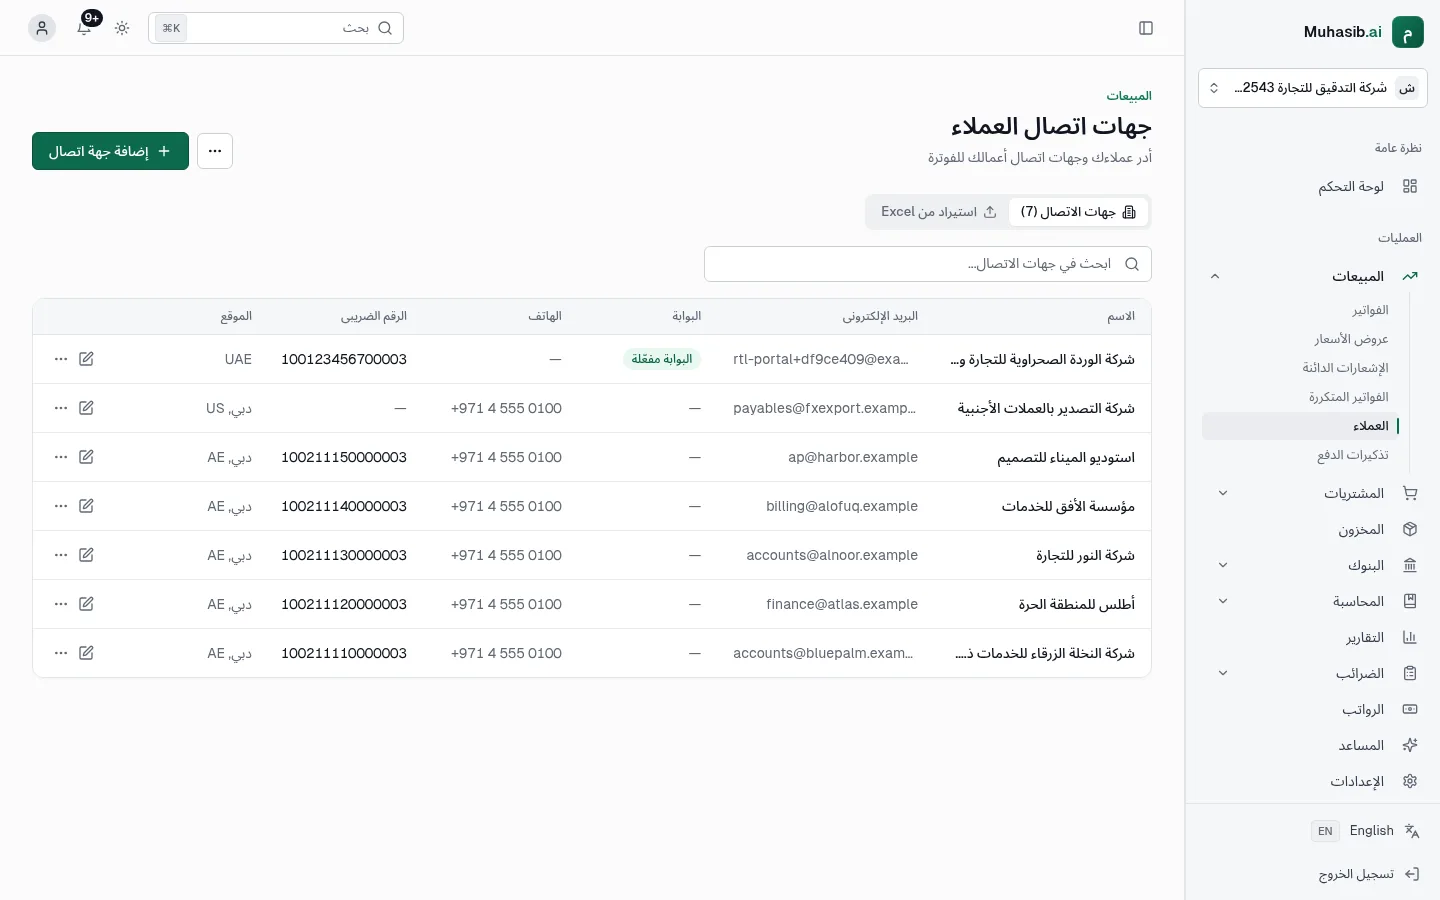 م Muhasib.ai
ش شركة التدقيق للتجارة 2543...
نظرة عامة
لوحة التحكم
العمليات
المبيعات
الفواتير
عروض الأسعار
الإشعارات الدائنة
الفواتير المتكررة
العملاء
تذكيرات الدفع
المشتريات
المخزون
البنوك
المحاسبة
التقارير
الضرائب
الرواتب
المساعد
الإعدادات
English EN
تسجيل الخروج
بحث ⌘K
9+
المبيعات
جهات اتصال العملاء
أدر عملاءك وجهات اتصال أعمالك للفوترة
إضافة جهة اتصال
جهات الاتصال (7) استيراد من Excel
ابحث في جهات الاتصال...
الاسم البريد الإلكتروني البوابة الهاتف الرقم الضريبي الموقع
شركة الوردة الصحراوية للتجارة و... rtl-portal+df9ce409@exa... البوابة مفعّلة — 100123456700003 UAE
شركة التصدير بالعملات الأجنبية payables@fxexport.examp... — +971 4 555 0100 — دبي, US
استوديو الميناء للتصميم ap@harbor.example — +971 4 555 0100 100211150000003 دبي, AE
مؤسسة الأفق للخدمات billing@alofuq.example — +971 4 555 0100 100211140000003 دبي, AE
شركة النور للتجارة accounts@alnoor.example — +971 4 555 0100 100211130000003 دبي, AE
أطلس للمنطقة الحرة finance@atlas.example — +971 4 555 0100 100211120000003 دبي, AE
شركة النخلة الزرقاء للخدمات ذ.... accounts@bluepalm.exam... — +971 4 555 0100 100211110000003 دبي, AE